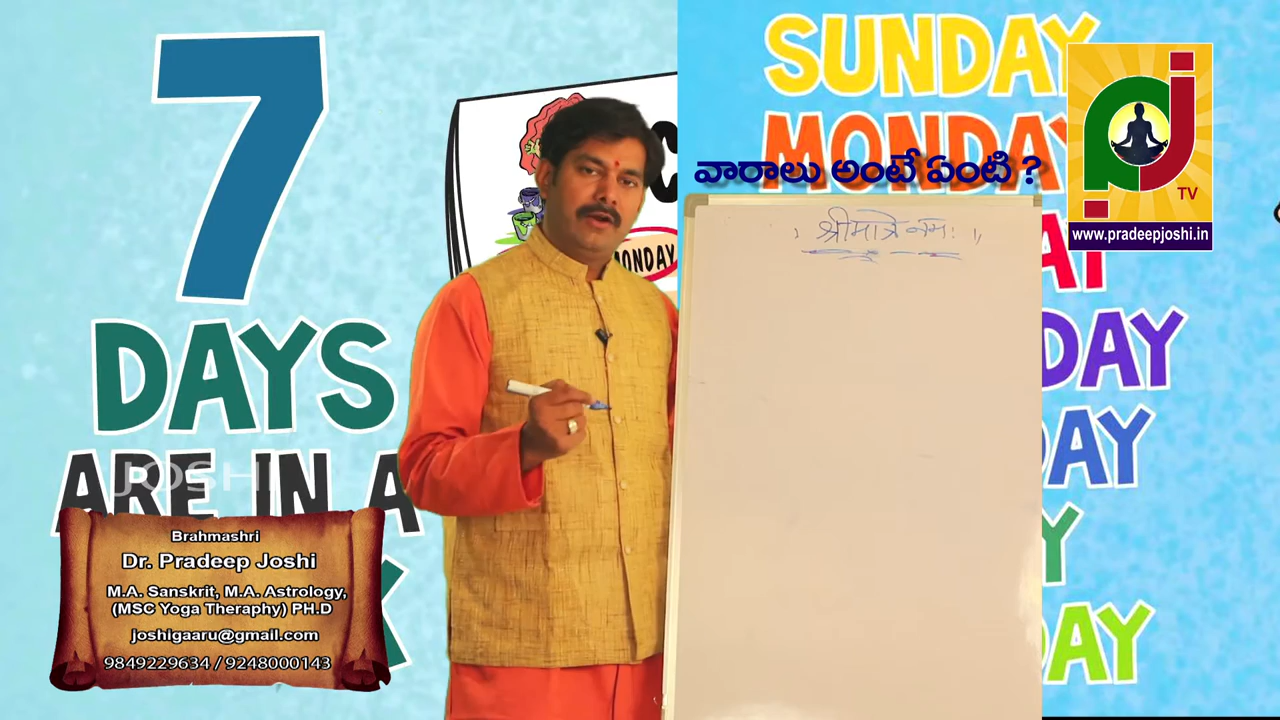 7
DAYS
ARE IN A
JOSHI
SUNDAY
MONDAY
వారాలు అంటే ఏంటి ?
। श्रीमात्रे नमः ॥
MONDAY
TV
www.pradeepjoshi.in
DAY
DAY
Y
DAY
Brahmashri
Dr. Pradeep Joshi
M.A. Sanskrit, M.A. Astrology,
(MSC Yoga Theraphy) PH.D
joshigaaru@gmail.com
9849229634 / 9248000143